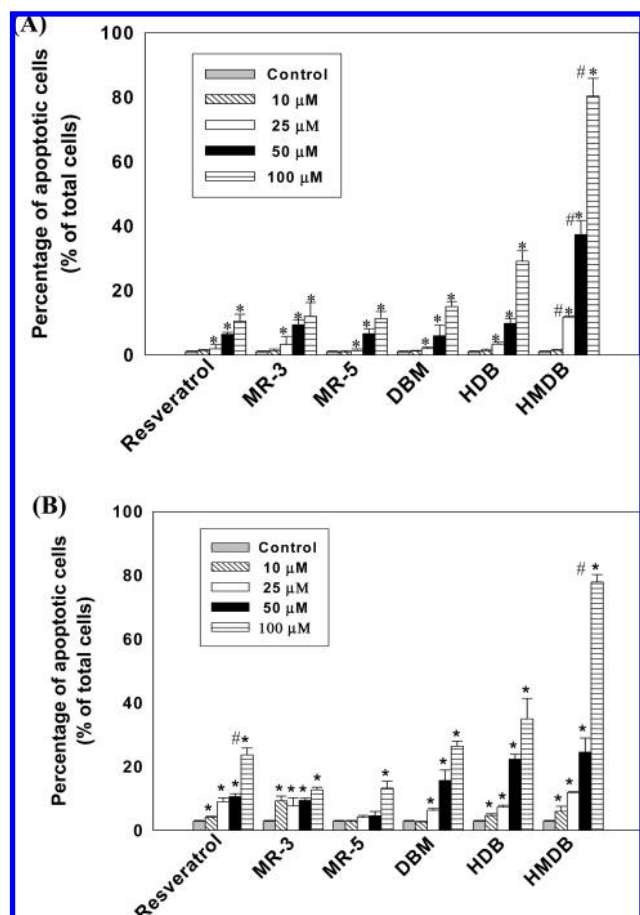 (A)
100
80
60
40
20
0
Percentage of apoptotic cells
(% of total cells)
Control
10 µM
25 µM
50 µM
100 µM
* * *
* * *
* * *
* * *
* * *
#* #* # *
Resveratrol
MR-3
MR-5
DBM
HDB
HMDB
(B)
100
80
60
40
20
0
Percentage of apoptotic cells
(% of total cells)
Control
10 µM
25 µM
50 µM
100 µM
* * * #*
* * * *
*
* * *
* * * *
* * * # *
Resveratrol
MR-3
MR-5
DBM
HDB
HMDB